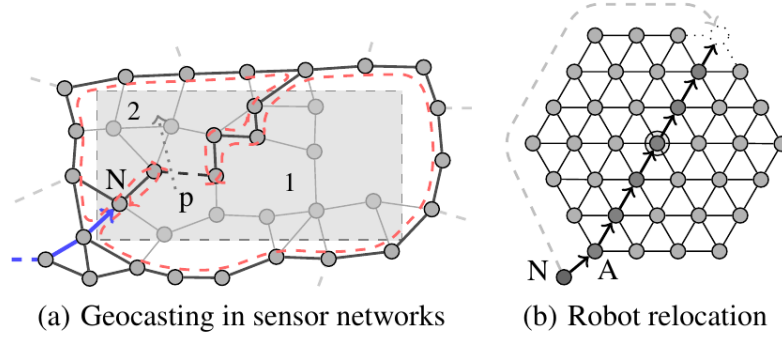 2
N
1
p
N
A
(a) Geocasting in sensor networks
(b) Robot relocation